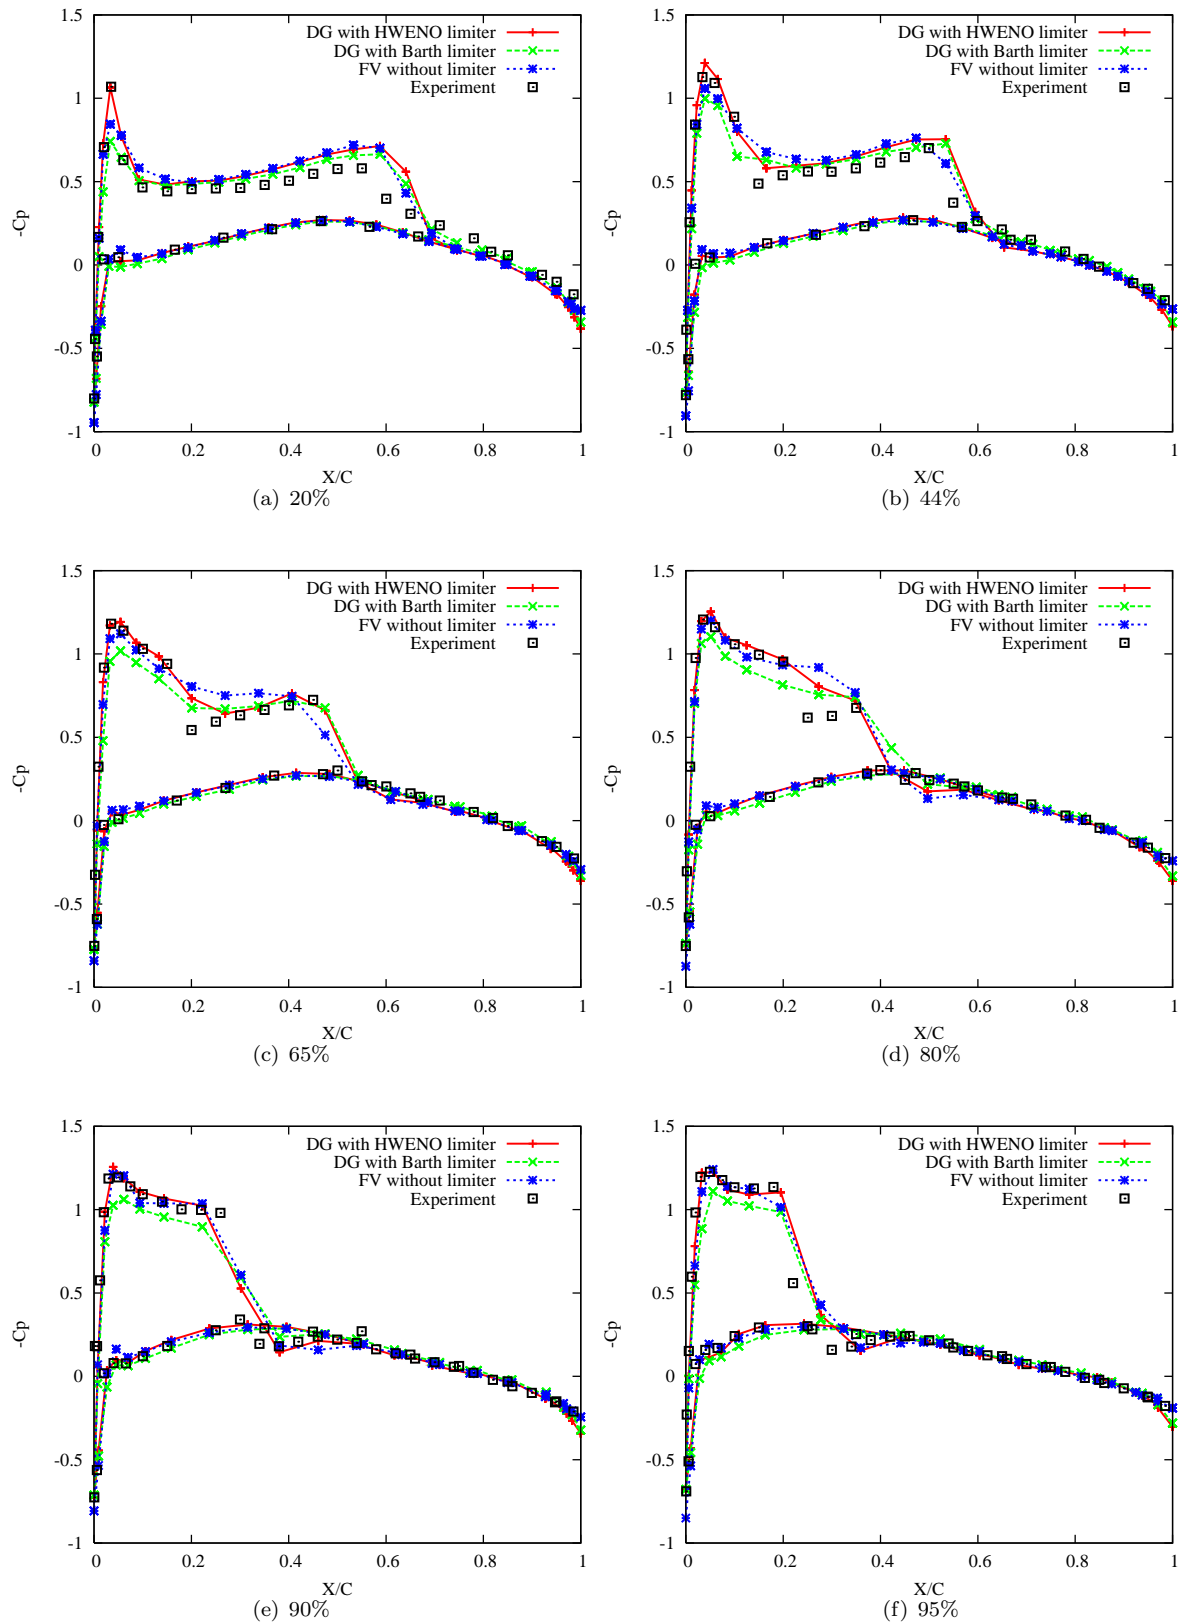 1.5
1
0.5
0
-0.5
-1
-Cp
0 0.2 0.4 0.6 0.8 1
X/C
DG with HWENO limiter
DG with Barth limiter
FV without limiter
Experiment
(a) 20%
1.5
1
0.5
0
-0.5
-1
-Cp
0 0.2 0.4 0.6 0.8 1
X/C
DG with HWENO limiter
DG with Barth limiter
FV without limiter
Experiment
(b) 44%
1.5
1
0.5
0
-0.5
-1
-Cp
0 0.2 0.4 0.6 0.8 1
X/C
DG with HWENO limiter
DG with Barth limiter
FV without limiter
Experiment
(c) 65%
1.5
1
0.5
0
-0.5
-1
-Cp
0 0.2 0.4 0.6 0.8 1
X/C
DG with HWENO limiter
DG with Barth limiter
FV without limiter
Experiment
(d) 80%
1.5
1
0.5
0
-0.5
-1
-Cp
0 0.2 0.4 0.6 0.8 1
X/C
DG with HWENO limiter
DG with Barth limiter
FV without limiter
Experiment
(e) 90%
1.5
1
0.5
0
-0.5
-1
-Cp
0 0.2 0.4 0.6 0.8 1
X/C
DG with HWENO limiter
DG with Barth limiter
FV without limiter
Experiment
(f) 95%